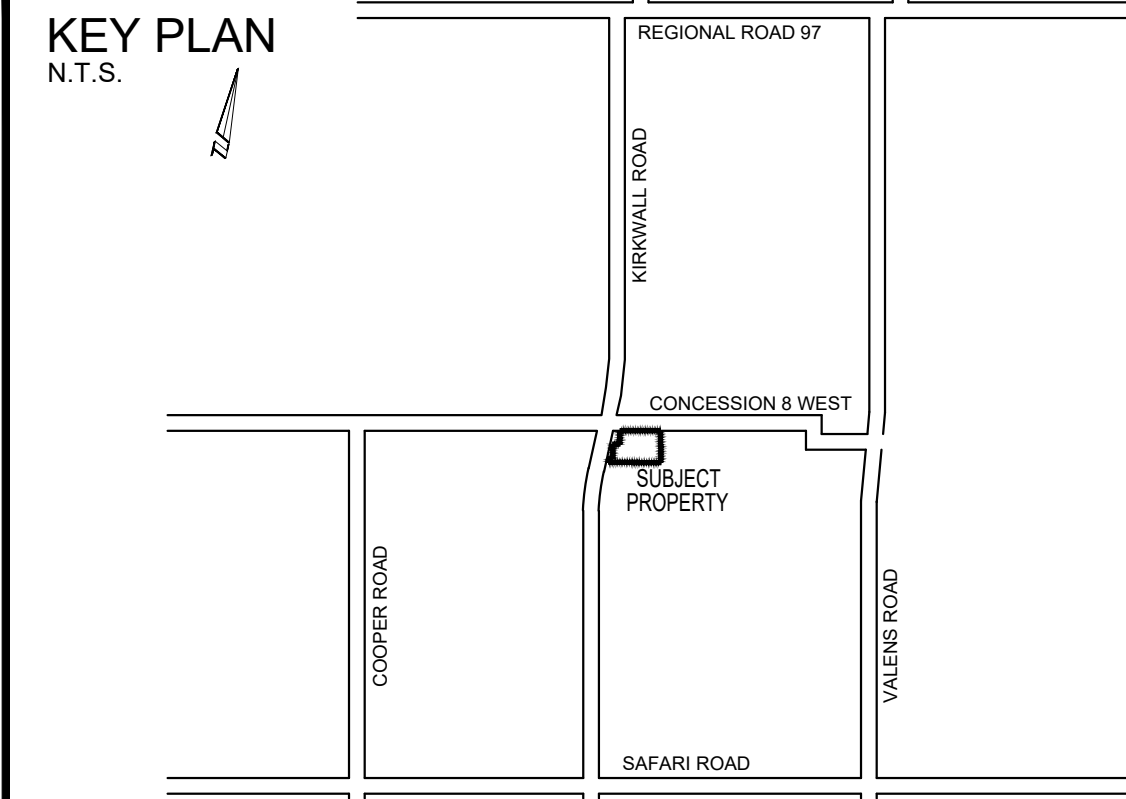 KEY PLAN
N.T.S.
REGIONAL ROAD 97
KIRKWALL ROAD
CONCESSION 8 WEST
SUBJECT
PROPERTY
COOPER ROAD
VALENS ROAD
SAFARI ROAD